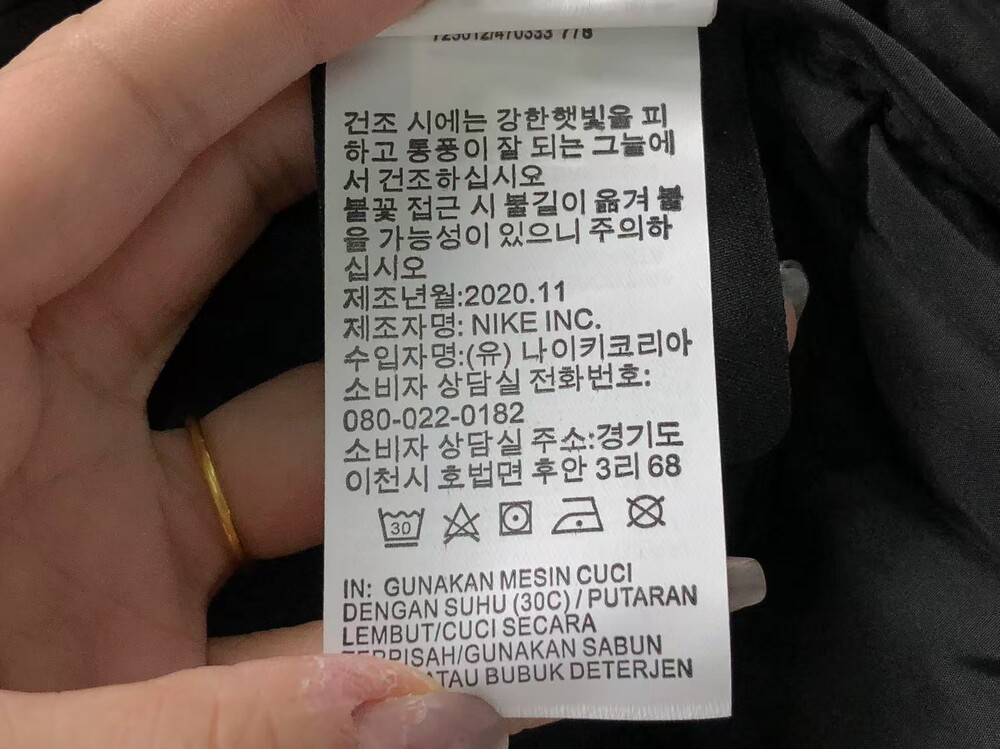 건조 시에는 강한햇빛을 피
하고 통풍이 잘 되는 그늘에
서 건조하십시오
불꽃 접근 시 불길이 옮겨 붙
을 가능성이 있으니 주의하
십시오
제조년월:2020.11
제조자명: NIKE INC.
수입자명:(유) 나이키코리아
소비자 상담실 전화번호:
080-022-0182
소비자 상담실 주소:경기도
이천시 호법면 후안 3리 68
30
IN: GUNAKAN MESIN CUCI
DENGAN SUHU (30C) / PUTARAN
LEMBUT/CUCI SECARA
TERPISAH/GUNAKAN SABUN
ATAU BUBUK DETERJEN